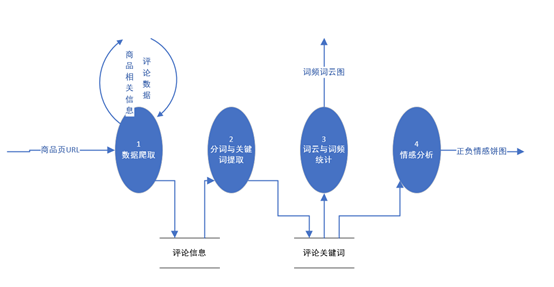 商品相关信息
评论数据
词频词云图
商品页URL
1
数据爬取
2
分词与关键
词提取
3
词云与词频
统计
4
情感分析
正负情感饼图
评论信息
评论关键词